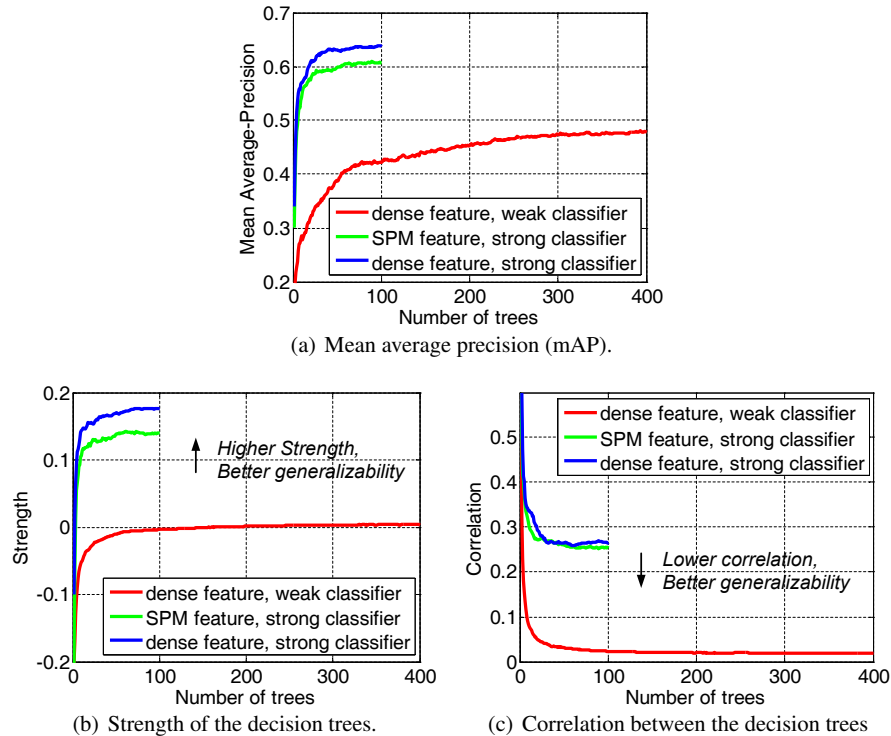 0.7
0.6
0.5
0.4
0.3
0.2
Mean Average-Precision
dense feature, weak classifier
SPM feature, strong classifier
dense feature, strong classifier
0 100 200 300 400
Number of trees
(a) Mean average precision (mAP).
0.2
0.1
0
-0.1
-0.2
Strength
Higher Strength,
Better generalizability
dense feature, weak classifier
SPM feature, strong classifier
dense feature, strong classifier
0 100 200 300 400
Number of trees
(b) Strength of the decision trees.
0.5
0.4
0.3
0.2
0.1
0
Correlation
dense feature, weak classifier
SPM feature, strong classifier
dense feature, strong classifier
Lower correlation,
Better generalizability
0 100 200 300 400
Number of trees
(c) Correlation between the decision trees